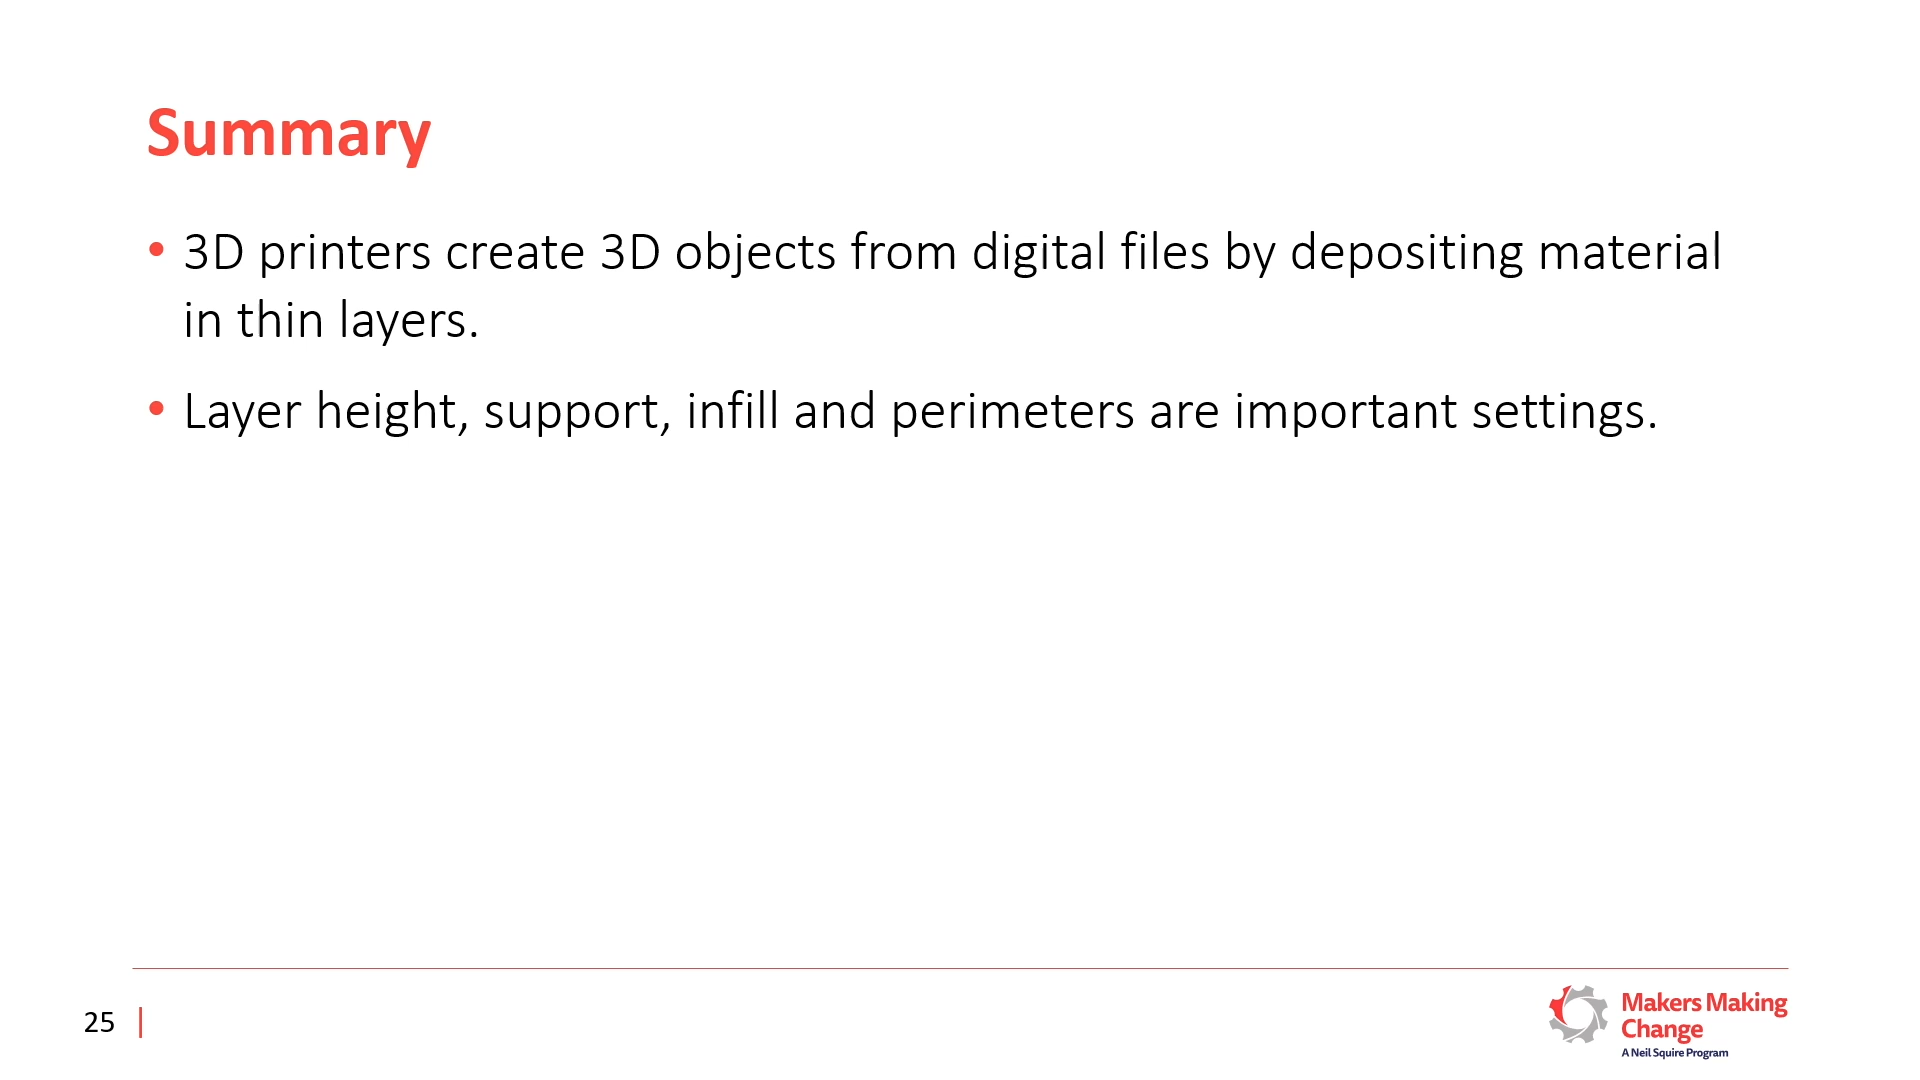 Summary
• 3D printers create 3D objects from digital files by depositing material
in thin layers.
• Layer height, support, infill and perimeters are important settings.
25
Makers Making
Change
A Neil Squire Program